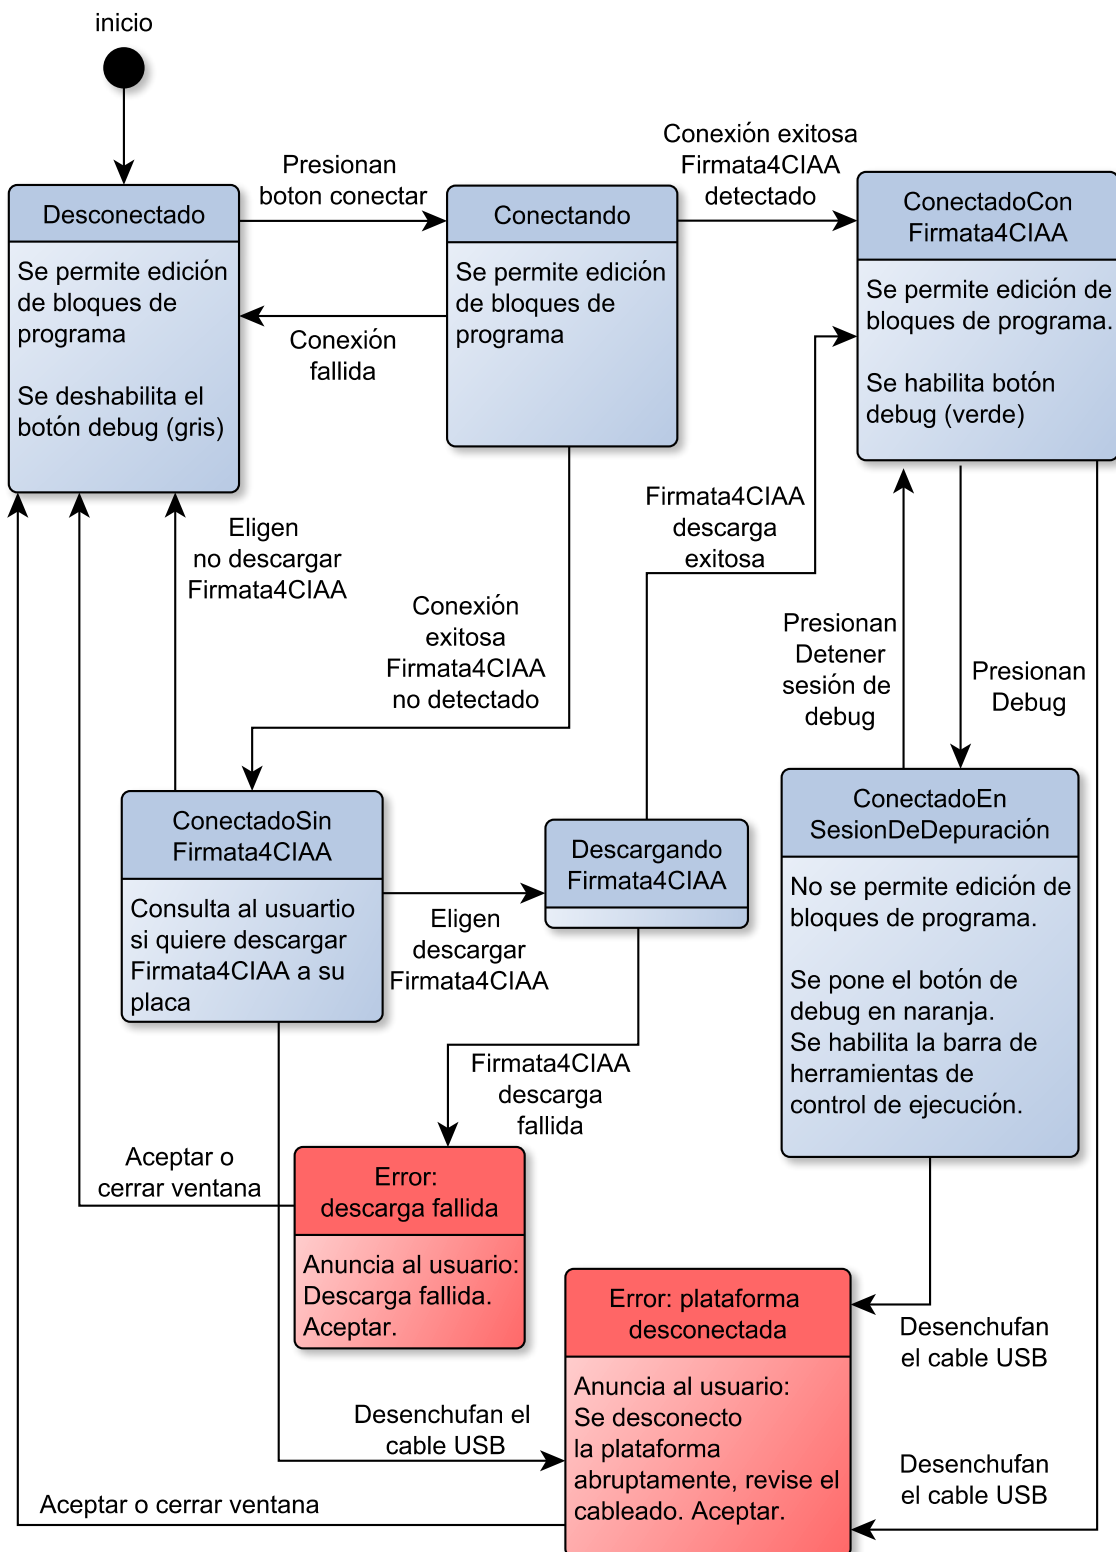 inicio
Presionan
boton conectar
Conexión exitosa
Firmata4CIAA
detectado
Desconectado
Se permite edición
de bloques de
programa
Se deshabilita el
botón debug (gris)
Conectando
Se permite edición
de bloques de
programa
ConectadoCon
Firmata4CIAA
Se permite edición de
bloques de programa.
Se habilita botón
debug (verde)
Conexión
fallida
Eligen
no descargar
Firmata4CIAA
Conexión
exitosa
Firmata4CIAA
no detectado
Firmata4CIAA
descarga
exitosa
Presionan
Detener
sesión de
debug
Presionan
Debug
ConectadoSin
Firmata4CIAA
Consulta al usuartio
si quiere descargar
Firmata4CIAA a su
placa
Eligen
descargar
Firmata4CIAA
Descargando
Firmata4CIAA
ConectadoEn
SesionDeDepuración
No se permite edición de
bloques de programa.
Se pone el botón de
debug en naranja.
Se habilita la barra de
herramientas de
control de ejecución.
Firmata4CIAA
descarga
fallida
Aceptar o
cerrar ventana
Error:
descarga fallida
Anuncia al usuario:
Descarga fallida.
Aceptar.
Error: plataforma
desconectada
Anuncia al usuario:
Se desconecto
la plataforma
abruptamente, revise el
cableado. Aceptar.
Desenchufan
el cable USB
Desenchufan el
cable USB
Desenchufan
el cable USB
Aceptar o cerrar ventana